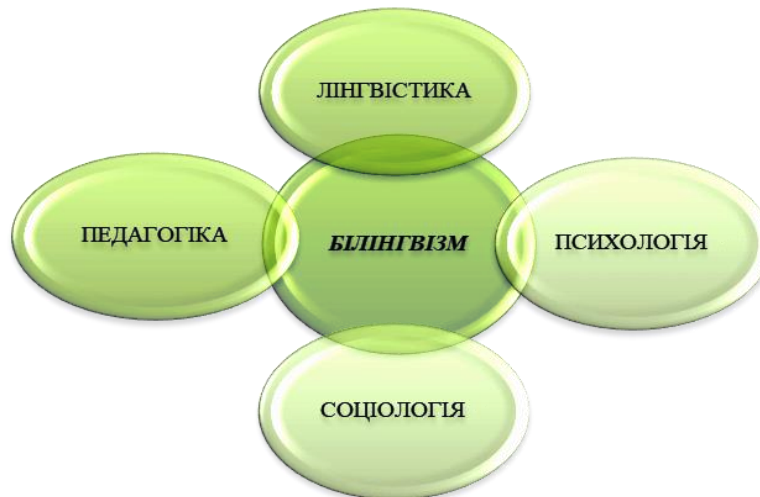 ЛІНГВІСТИКА
ПЕДАГОГІКА
БІЛІНГВІЗМ
ПСИХОЛОГІЯ
СОЦІОЛОГІЯ